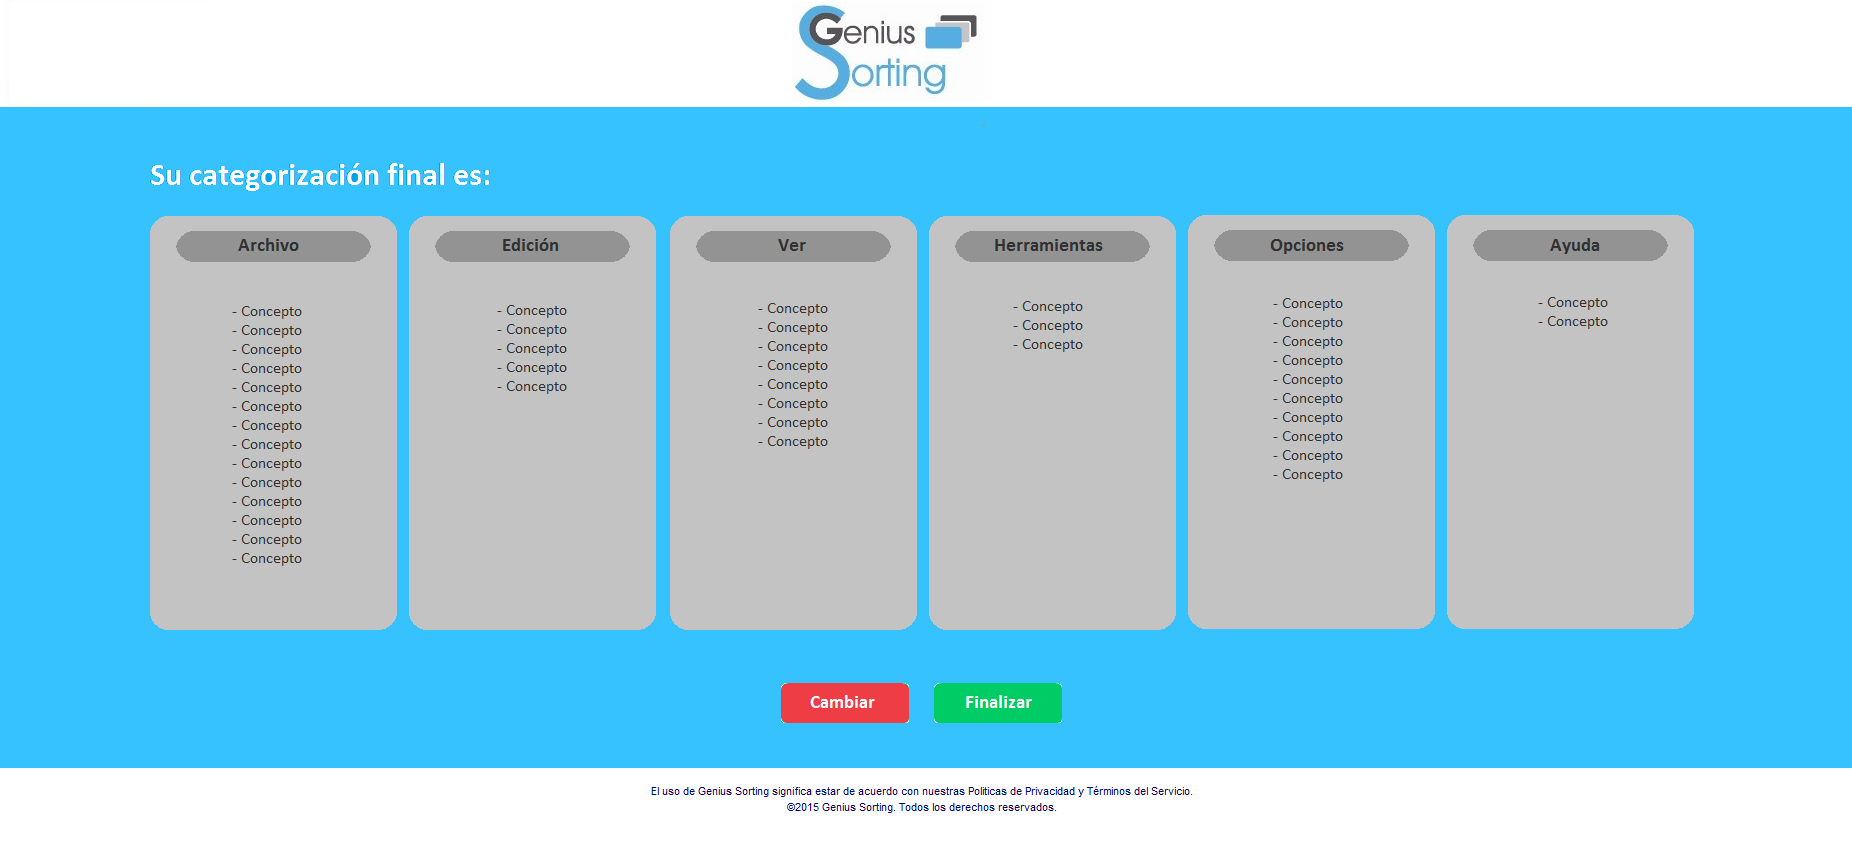 Genius
Sorting
Su categorización final es:
Archivo
- Concepto
- Concepto
- Concepto
- Concepto
- Concepto
- Concepto
- Concepto
- Concepto
- Concepto
- Concepto
- Concepto
- Concepto
- Concepto
- Concepto
Edición
- Concepto
- Concepto
- Concepto
- Concepto
- Concepto
Ver
- Concepto
- Concepto
- Concepto
- Concepto
- Concepto
- Concepto
- Concepto
- Concepto
Herramientas
- Concepto
- Concepto
- Concepto
Opciones
- Concepto
- Concepto
- Concepto
- Concepto
- Concepto
- Concepto
- Concepto
- Concepto
- Concepto
- Concepto
Ayuda
- Concepto
- Concepto
Cambiar
Finalizar
El uso de Genius Sorting significa estar de acuerdo con nuestras Politicas de Privacidad y Términos del Servicio.
©2015 Genius Sorting. Todos los derechos reservados.